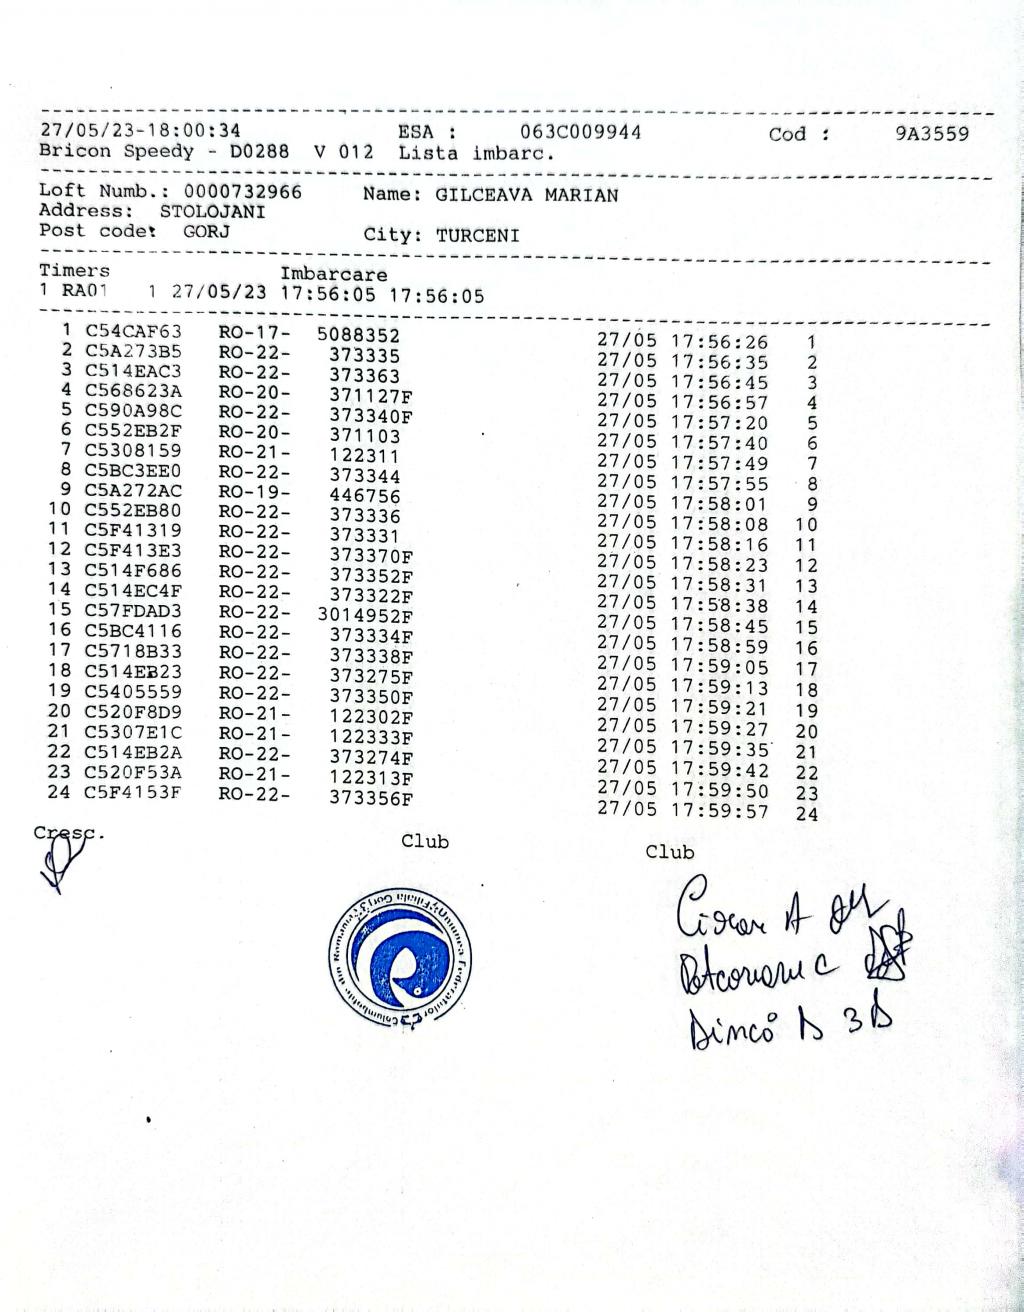 27/05/23-18:00:34 ESA : 063C009944 Cod : 9A3559
Bricon Speedy - D0288 V 012 Lista imbarc.
Loft Numb.: 0000732966 Name: GILCEAVA MARIAN
Address: STOLOJANI
Post code: GORJ City: TURCENI
Timers Imbarcare
1 RA01 1 27/05/23 17:56:05 17:56:05
1 C54CAF63 RO-17- 5088352 27/05 17:56:26 1
2 C5A273B5 RO-22- 373335 27/05 17:56:35 2
3 C514EAC3 RO-22- 373363 27/05 17:56:45 3
4 C568623A RO-20- 371127F 27/05 17:56:57 4
5 C590A98C RO-22- 373340F 27/05 17:57:20 5
6 C552EB2F RO-20- 371103 27/05 17:57:40 6
7 C5308159 RO-21- 122311 27/05 17:57:49 7
8 C5BC3EE0 RO-22- 373344 27/05 17:57:55 8
9 C5A272AC RO-19- 446756 27/05 17:58:01 9
10 C552EB80 RO-22- 373336 27/05 17:58:08 10
11 C5F41319 RO-22- 373331 27/05 17:58:16 11
12 C5F413E3 RO-22- 373370F 27/05 17:58:23 12
13 C514F686 RO-22- 373352F 27/05 17:58:31 13
14 C514EC4F RO-22- 373322F 27/05 17:58:38 14
15 C57FDAD3 RO-22- 3014952F 27/05 17:58:45 15
16 C5BC4116 RO-22- 373334F 27/05 17:58:59 16
17 C5718B33 RO-22- 373338F 27/05 17:59:05 17
18 C514EB23 RO-22- 373275F 27/05 17:59:13 18
19 C5405559 RO-22- 373350F 27/05 17:59:21 19
20 C520F8D9 RO-21- 122302F 27/05 17:59:27 20
21 C5307E1C RO-21- 122333F 27/05 17:59:35 21
22 C514EB2A RO-22- 373274F 27/05 17:59:42 22
23 C520F53A RO-21- 122313F 27/05 17:59:50 23
24 C5F4153F RO-22- 373356F 27/05 17:59:57 24
Cresc. Club Club